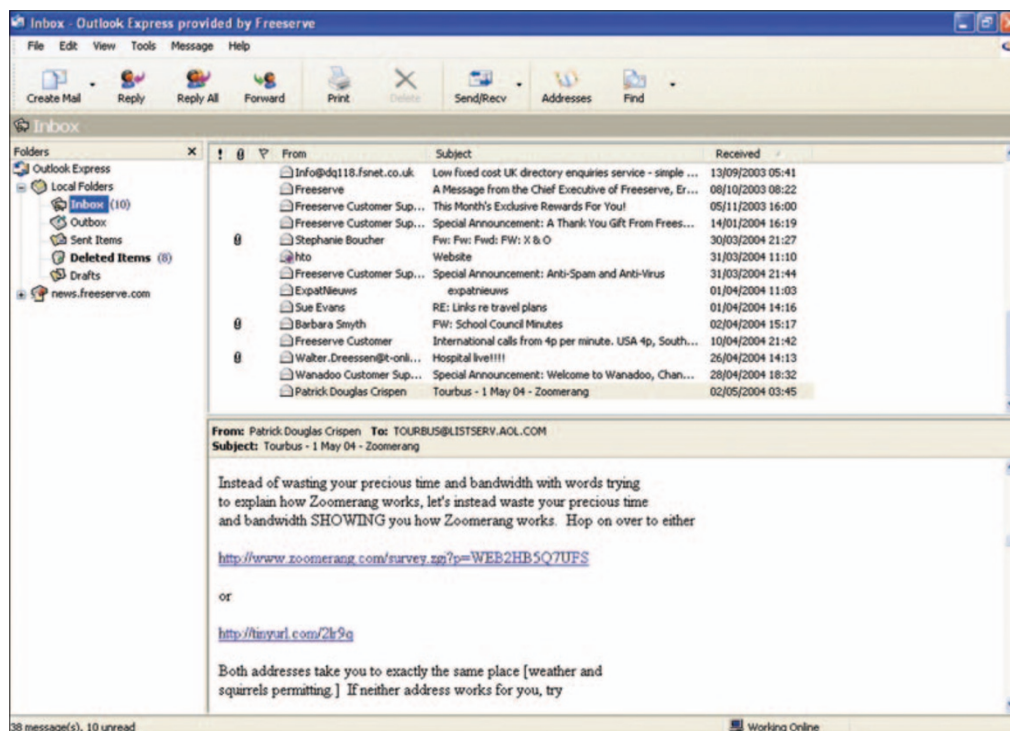 Inbox - Outlook Express provided by Freeserve
File Edit View Tools Message Help
Create Mail Reply Reply All Forward Print Delete Send/Recv Addresses Find
Inbox
Folders
Outlook Express
Local Folders
Inbox (10)
Outbox
Sent Items
Deleted Items (8)
Drafts
news.freeserve.com
! From Subject Received
Info@dq118.fsnet.co.uk Low fixed cost UK directory enquiries service - simple ... 13/09/2003 05:41
Freeserve A Message from the Chief Executive of Freeserve, Er... 08/10/2003 08:22
Freeserve Customer Sup... This Month's Exclusive Rewards For You! 05/11/2003 16:00
Freeserve Customer Sup... Special Announcement: A Thank You Gift From Frees... 14/01/2004 16:19
Stephanie Boucher Fw: Fw: Fwd: FW: X & O 30/03/2004 21:27
hto Website 31/03/2004 11:10
Freeserve Customer Sup... Special Announcement: Anti-Spam and Anti-Virus 31/03/2004 21:44
ExpatNieuws expatnieuws 01/04/2004 11:03
Sue Evans RE: Links re travel plans 01/04/2004 14:16
Barbara Smyth FW: School Council Minutes 02/04/2004 15:17
Freeserve Customer International calls from 4p per minute. USA 4p, South... 10/04/2004 21:42
Walter.Dreessen@t-onli... Hospital live!!!! 26/04/2004 14:13
Wanadoo Customer Sup... Special Announcement: Welcome to Wanadoo, Chan... 28/04/2004 18:32
Patrick Douglas Crispen Tourbus - 1 May 04 - Zoomerang 02/05/2004 03:45
From: Patrick Douglas Crispen To: TOURBUS@LISTSERV.AOL.COM
Subject: Tourbus - 1 May 04 - Zoomerang
Instead of wasting your precious time and bandwidth with words trying
to explain how Zoomerang works, let's instead waste your precious time
and bandwidth SHOWING you how Zoomerang works. Hop on over to either
http://www.zoomerang.com/survey.zgi?p=WEB2HB5Q7UFS
or
http://tinyurl.com/2lr9q
Both addresses take you to exactly the same place [weather and
squirrels permitting.] If neither address works for you, try
38 message(s), 10 unread Working Online